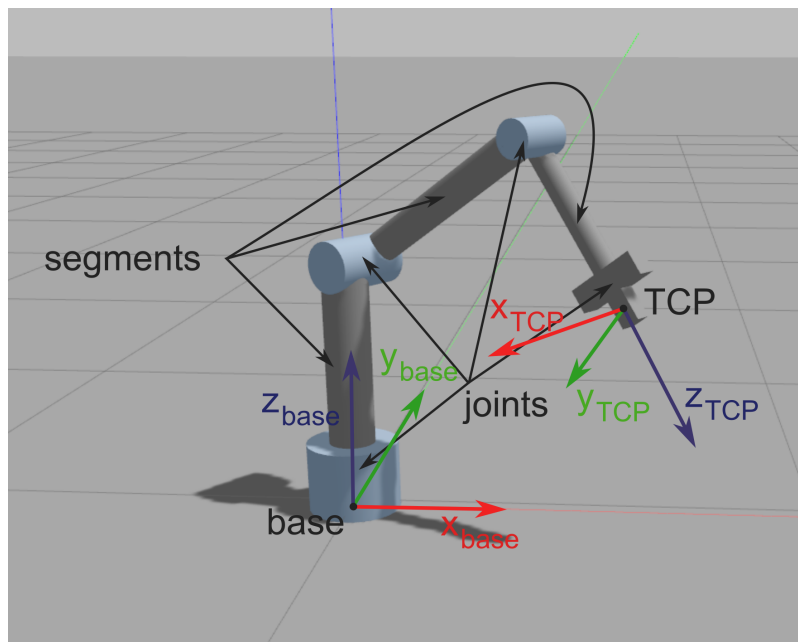 segments
TCP
x_TCP
y_base
z_base
joints
y_TCP
z_TCP
base
x_base